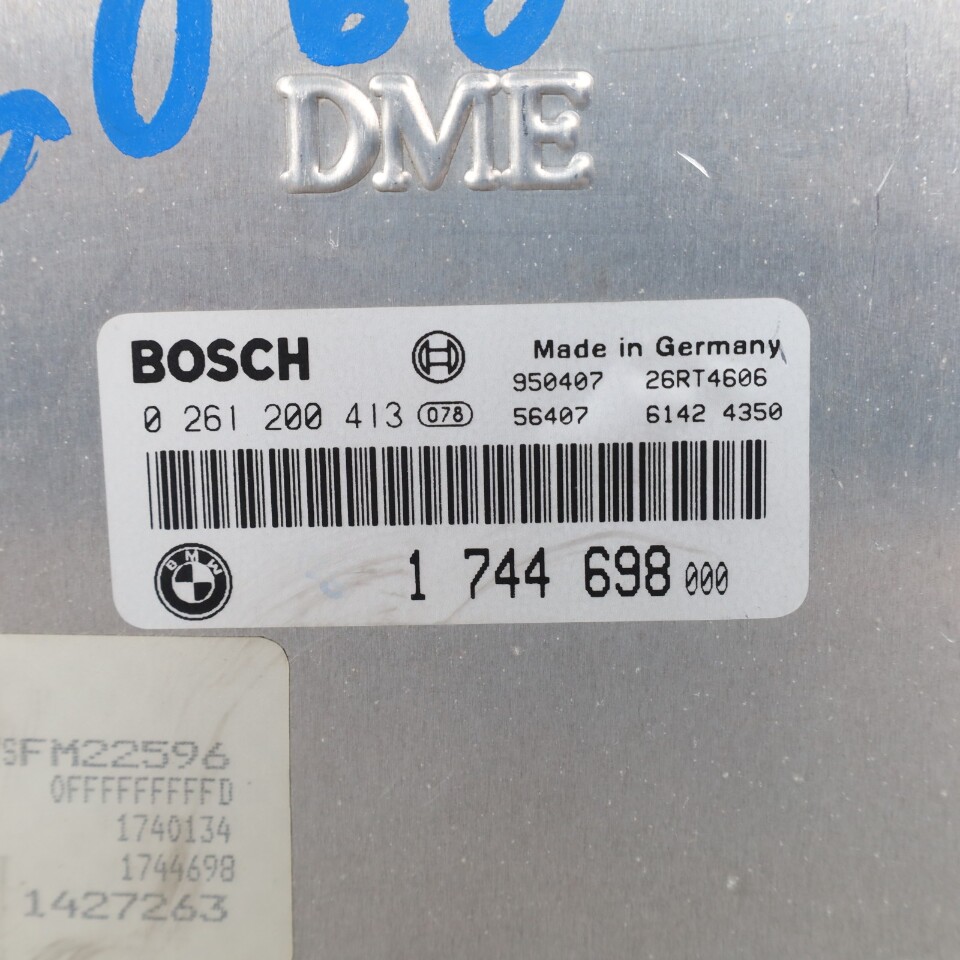 DME
BOSCH Made in Germany
950407 26RT4606
0 261 200 413 078 56407 6142 4350
BMW 1 744 698 000
FM22596
0FFFFFFFFFD
1740134
1744698
1427263